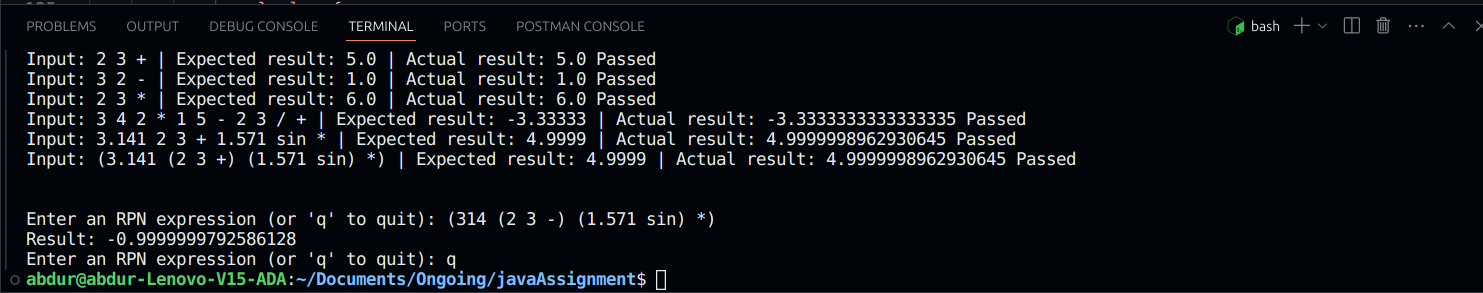 PROBLEMS OUTPUT DEBUG CONSOLE TERMINAL PORTS POSTMAN CONSOLE bash
Input: 2 3 + | Expected result: 5.0 | Actual result: 5.0 Passed
Input: 3 2 - | Expected result: 1.0 | Actual result: 1.0 Passed
Input: 2 3 * | Expected result: 6.0 | Actual result: 6.0 Passed
Input: 3 4 2 * 1 5 - 2 3 / + | Expected result: -3.33333 | Actual result: -3.3333333333333335 Passed
Input: 3.141 2 3 + 1.571 sin * | Expected result: 4.9999 | Actual result: 4.9999998962930645 Passed
Input: (3.141 (2 3 +) (1.571 sin) *) | Expected result: 4.9999 | Actual result: 4.9999998962930645 Passed
Enter an RPN expression (or 'q' to quit): (314 (2 3 -) (1.571 sin) *)
Result: -0.9999999792586128
Enter an RPN expression (or 'q' to quit): q
abdur@abdur-Lenovo-V15-ADA:~/Documents/Ongoing/javaAssignment$